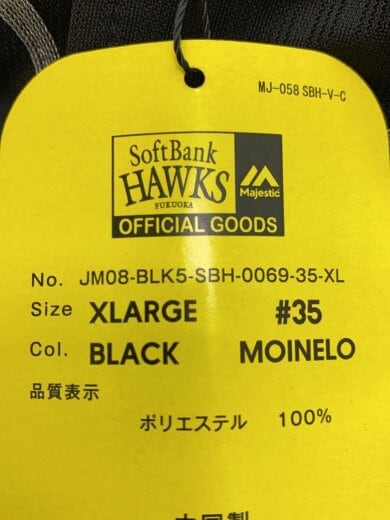 MJ-058 SBH-V-C
SoftBank
HAWKS
FUKUOKA
Majestic
OFFICIAL GOODS
No. JM08-BLK5-SBH-0069-35-XL
Size XLARGE #35
Col. BLACK MOINELO
品質表示
ポリエステル 100%